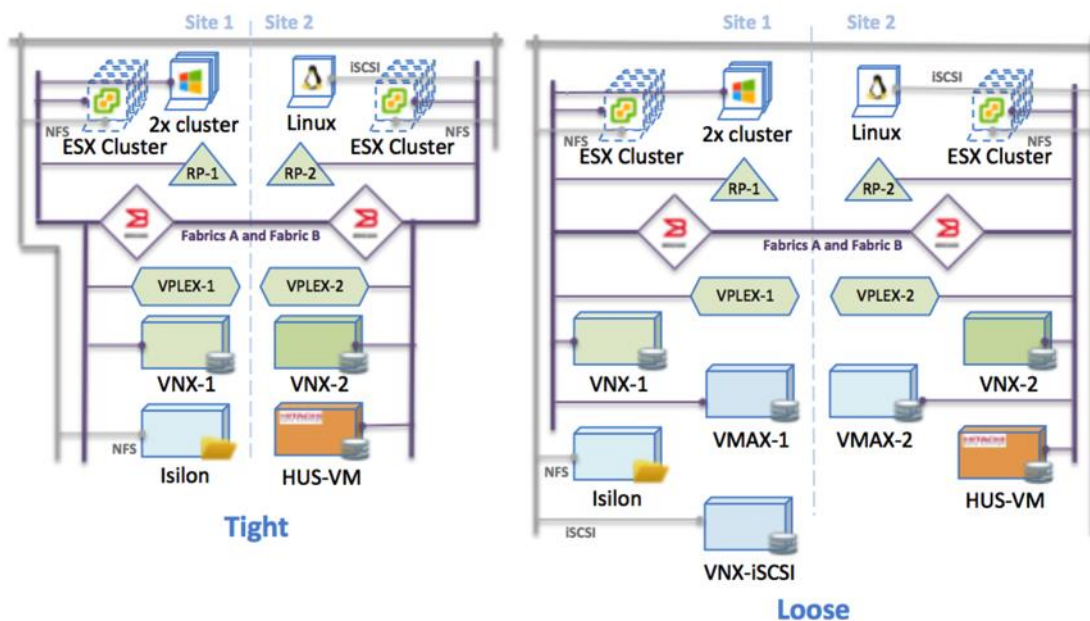 Site 1
Site 2
iSCSI
NFS
2x cluster
Linux
NFS
ESX Cluster
ESX Cluster
RP-1
RP-2
Fabrics A and Fabric B
VPLEX-1
VPLEX-2
VNX-1
VNX-2
HITACHI
NFS
Isilon
HUS-VM
Tight
Site 1
Site 2
iSCSI
2x cluster
Linux
NFS
ESX Cluster
NFS
ESX Cluster
RP-1
RP-2
Fabrics A and Fabric B
VPLEX-1
VPLEX-2
VNX-1
VNX-2
VMAX-1
VMAX-2
HITACHI
NFS
Isilon
HUS-VM
iSCSI
VNX-iSCSI
Loose